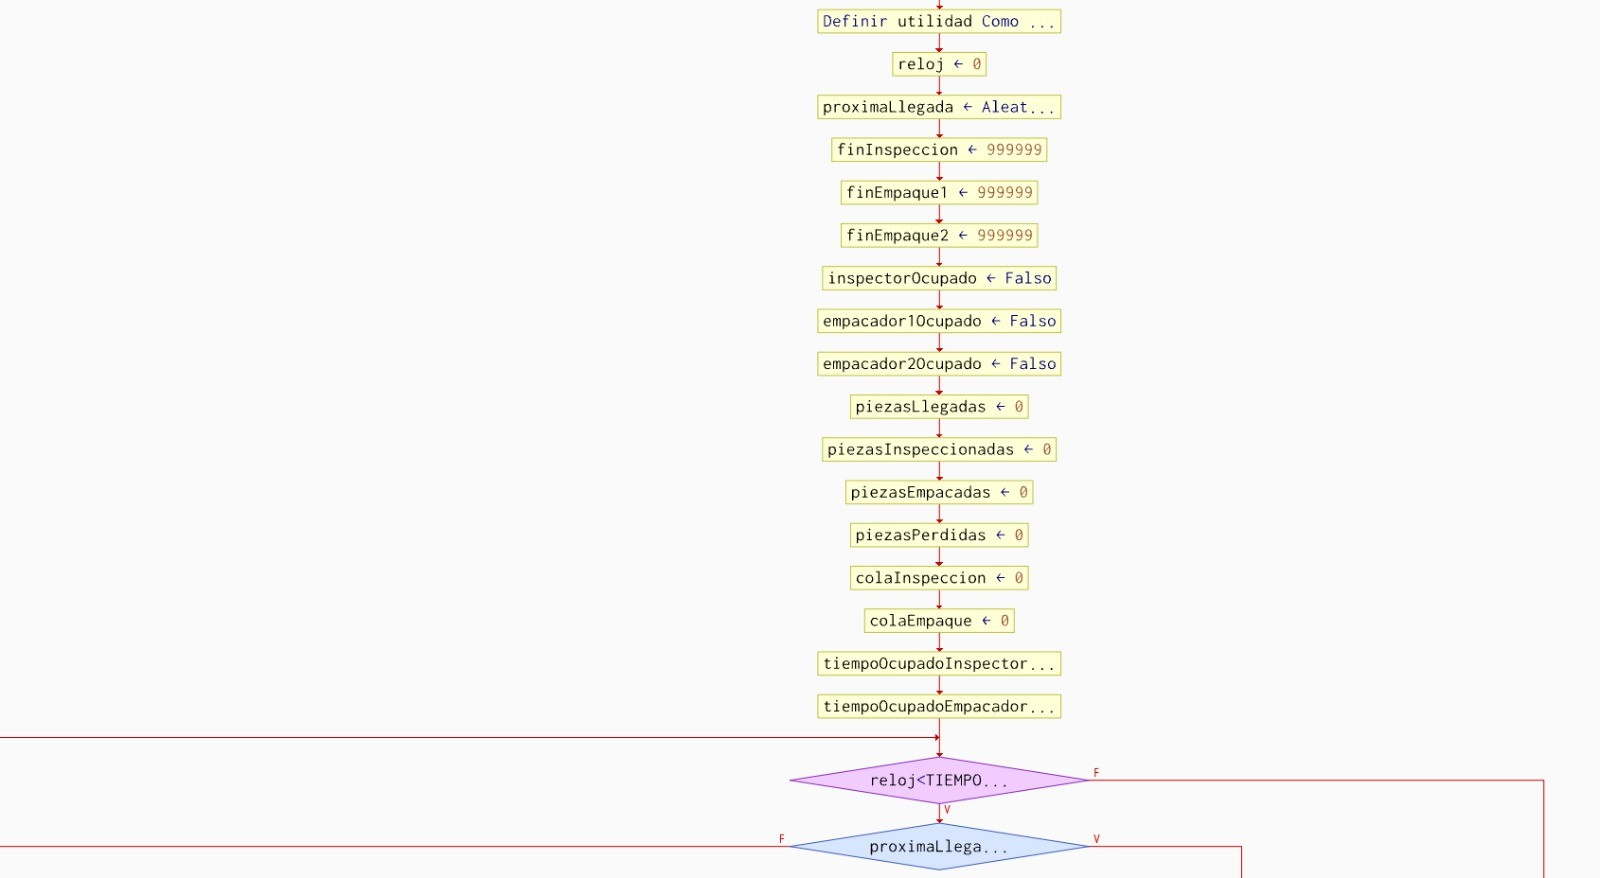 Definir utilidad Como ...
reloj ← 0
proximaLlegada ← Aleat...
finInspeccion ← 999999
finEmpaque1 ← 999999
finEmpaque2 ← 999999
inspectorOcupado ← Falso
empacador1Ocupado ← Falso
empacador2Ocupado ← Falso
piezasLlegadas ← 0
piezasInspeccionadas ← 0
piezasEmpacadas ← 0
piezasPerdidas ← 0
colaInspeccion ← 0
colaEmpaque ← 0
tiempoOcupadoInspector...
tiempoOcupadoEmpacador...
reloj<TIEMPO...
F
V
F
proximaLlega...
V